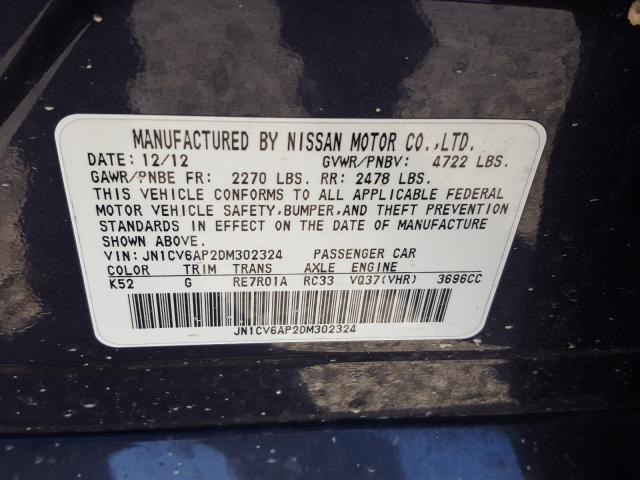 MANUFACTURED BY NISSAN MOTOR CO.,LTD.
DATE: 12/12 GVWR/PNBV: 4722 LBS.
GAWR/PNBE FR: 2270 LBS. RR: 2478 LBS.
THIS VEHICLE CONFORMS TO ALL APPLICABLE FEDERAL
MOTOR VEHICLE SAFETY,BUMPER,AND THEFT PREVENTION
STANDARDS IN EFFECT ON THE DATE OF MANUFACTURE
SHOWN ABOVE.
VIN: JN1CV6AP2DM302324 PASSENGER CAR
COLOR TRIM TRANS AXLE ENGINE
K52 G RE7R01A RC33 VQ37(VHR) 3696CC
JN1CV6AP2DM302324